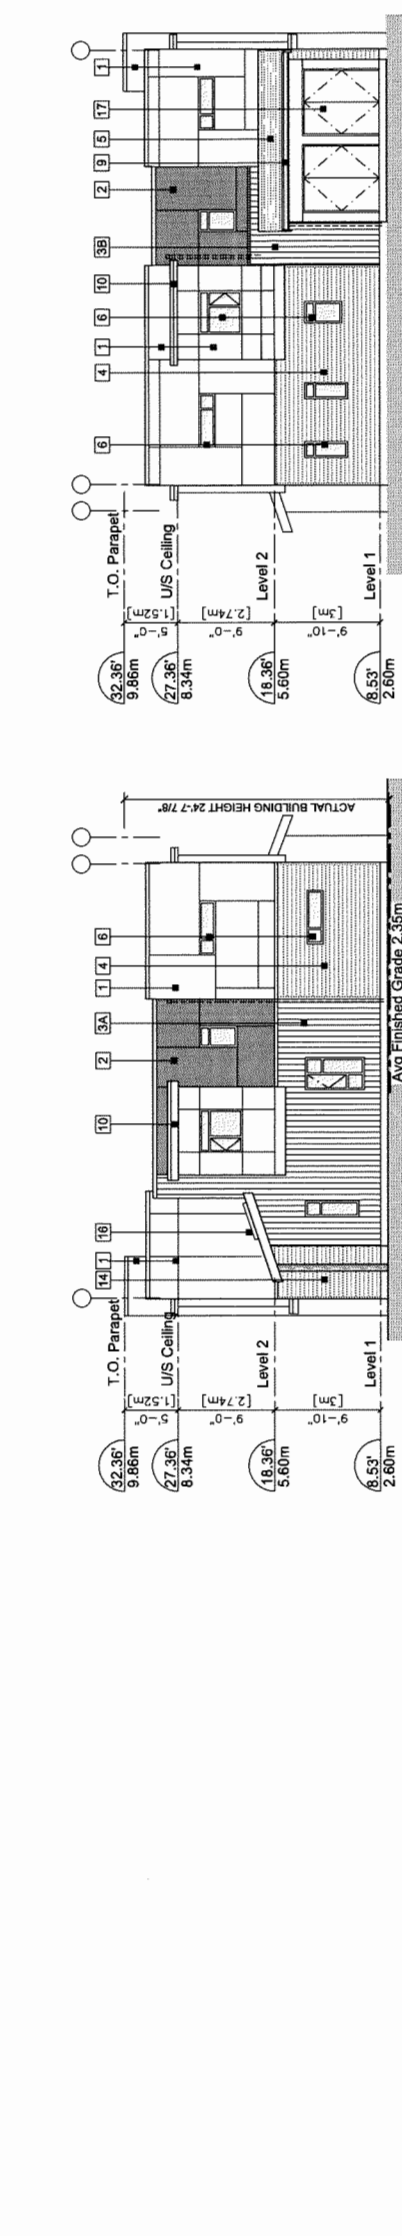 1
17
5
9
2
3B
10
6
1
4
6
T.O. Parapet
32.36'
9.86m
5'-0"
[1.52m]
U/S Ceiling
27.36'
8.34m
9'-0"
[2.74m]
Level 2
18.36'
5.60m
9'-10"
[3m]
Level 1
8.53'
2.60m
ACTUAL BUILDING HEIGHT 24'-7 7/8"
6
4
1
3A
2
10
16
1
14
Avg Finished Grade 2.35m
T.O. Parapet
32.36'
9.86m
5'-0"
[1.52m]
U/S Ceiling
27.36'
8.34m
9'-0"
[2.74m]
Level 2
18.36'
5.60m
9'-10"
[3m]
Level 1
8.53'
2.60m